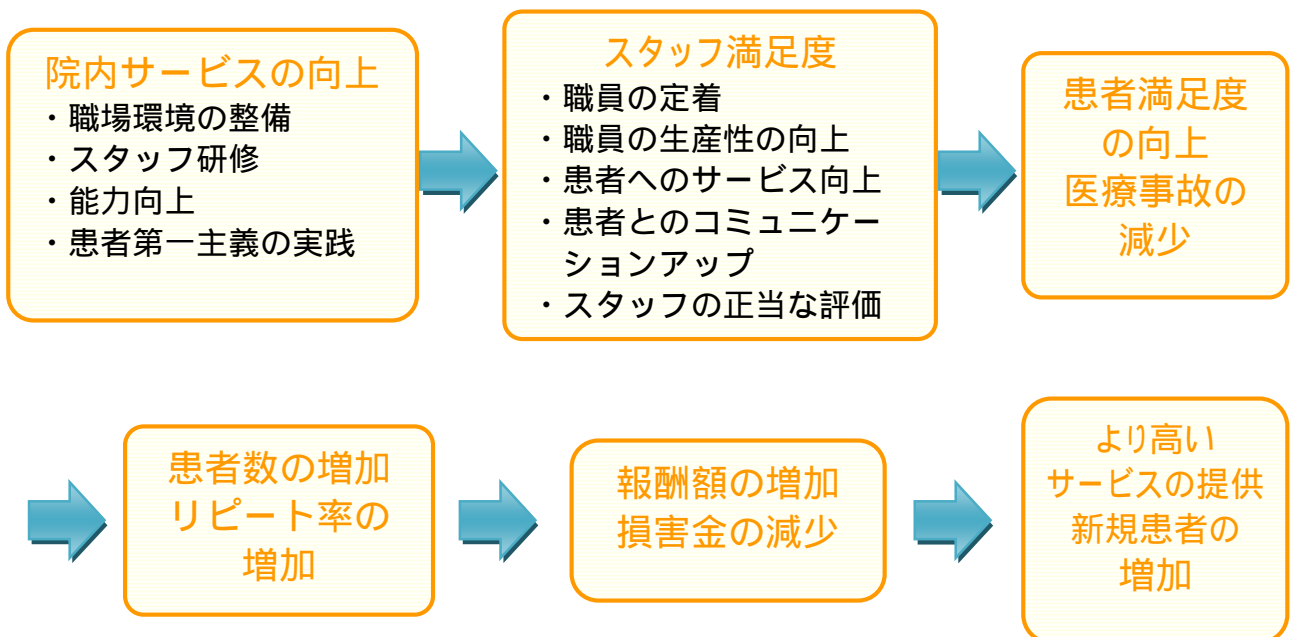 院内サービスの向上
・職場環境の整備
・スタッフ研修
・能力向上
・患者第一主義の実践
スタッフ満足度
・職員の定着
・職員の生産性の向上
・患者へのサービス向上
・患者とのコミュニケー
ションアップ
・スタッフの正当な評価
患者満足度
の向上
医療事故の
減少
患者数の増加
リピート率の
増加
報酬額の増加
損害金の減少
より高い
サービスの提供
新規患者の
増加